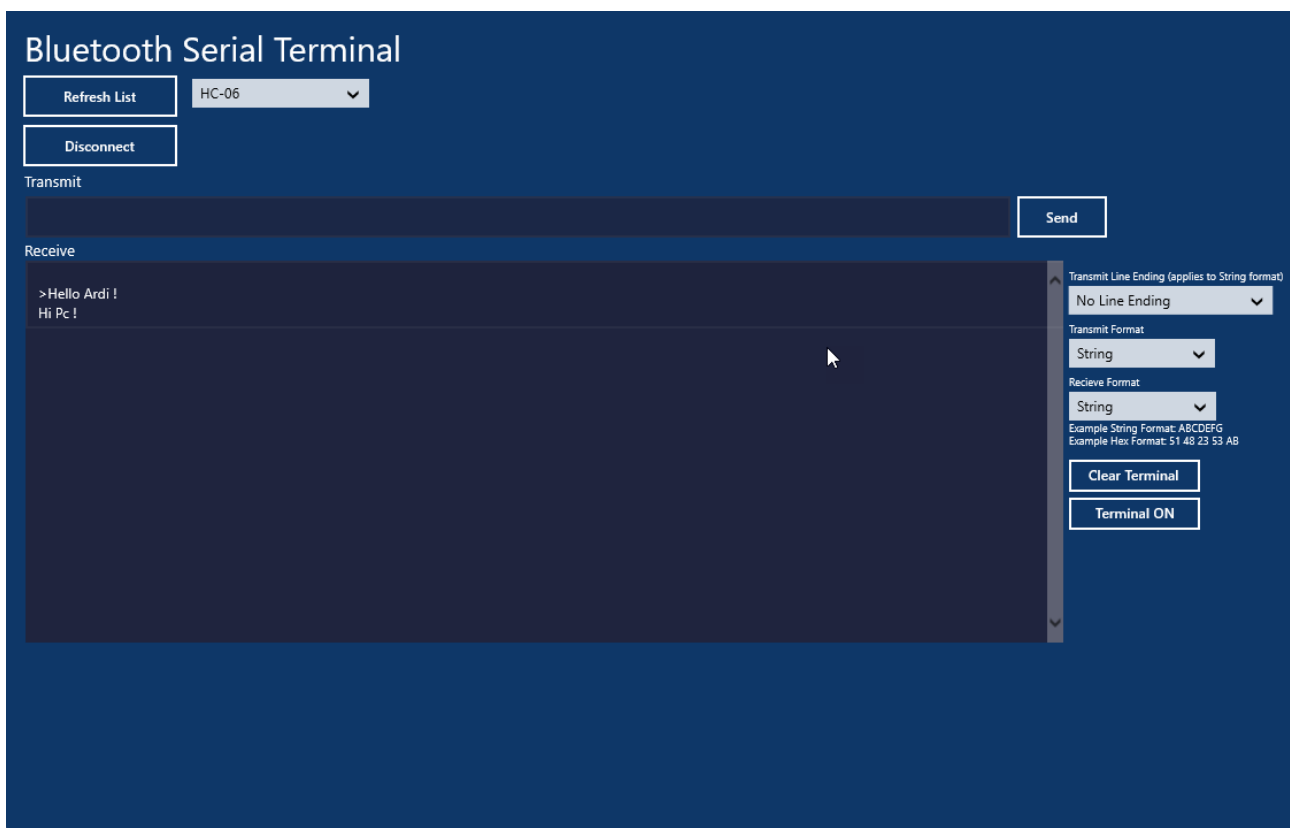 Bluetooth Serial Terminal
Refresh List
HC-06
Disconnect
Transmit
Send
Receive
>Hello Ardi !
Hi Pc !
Transmit Line Ending (applies to String format)
No Line Ending
Transmit Format
String
Recieve Format
String
Example String Format: ABCDEFG
Example Hex Format: 51 48 23 53 AB
Clear Terminal
Terminal ON